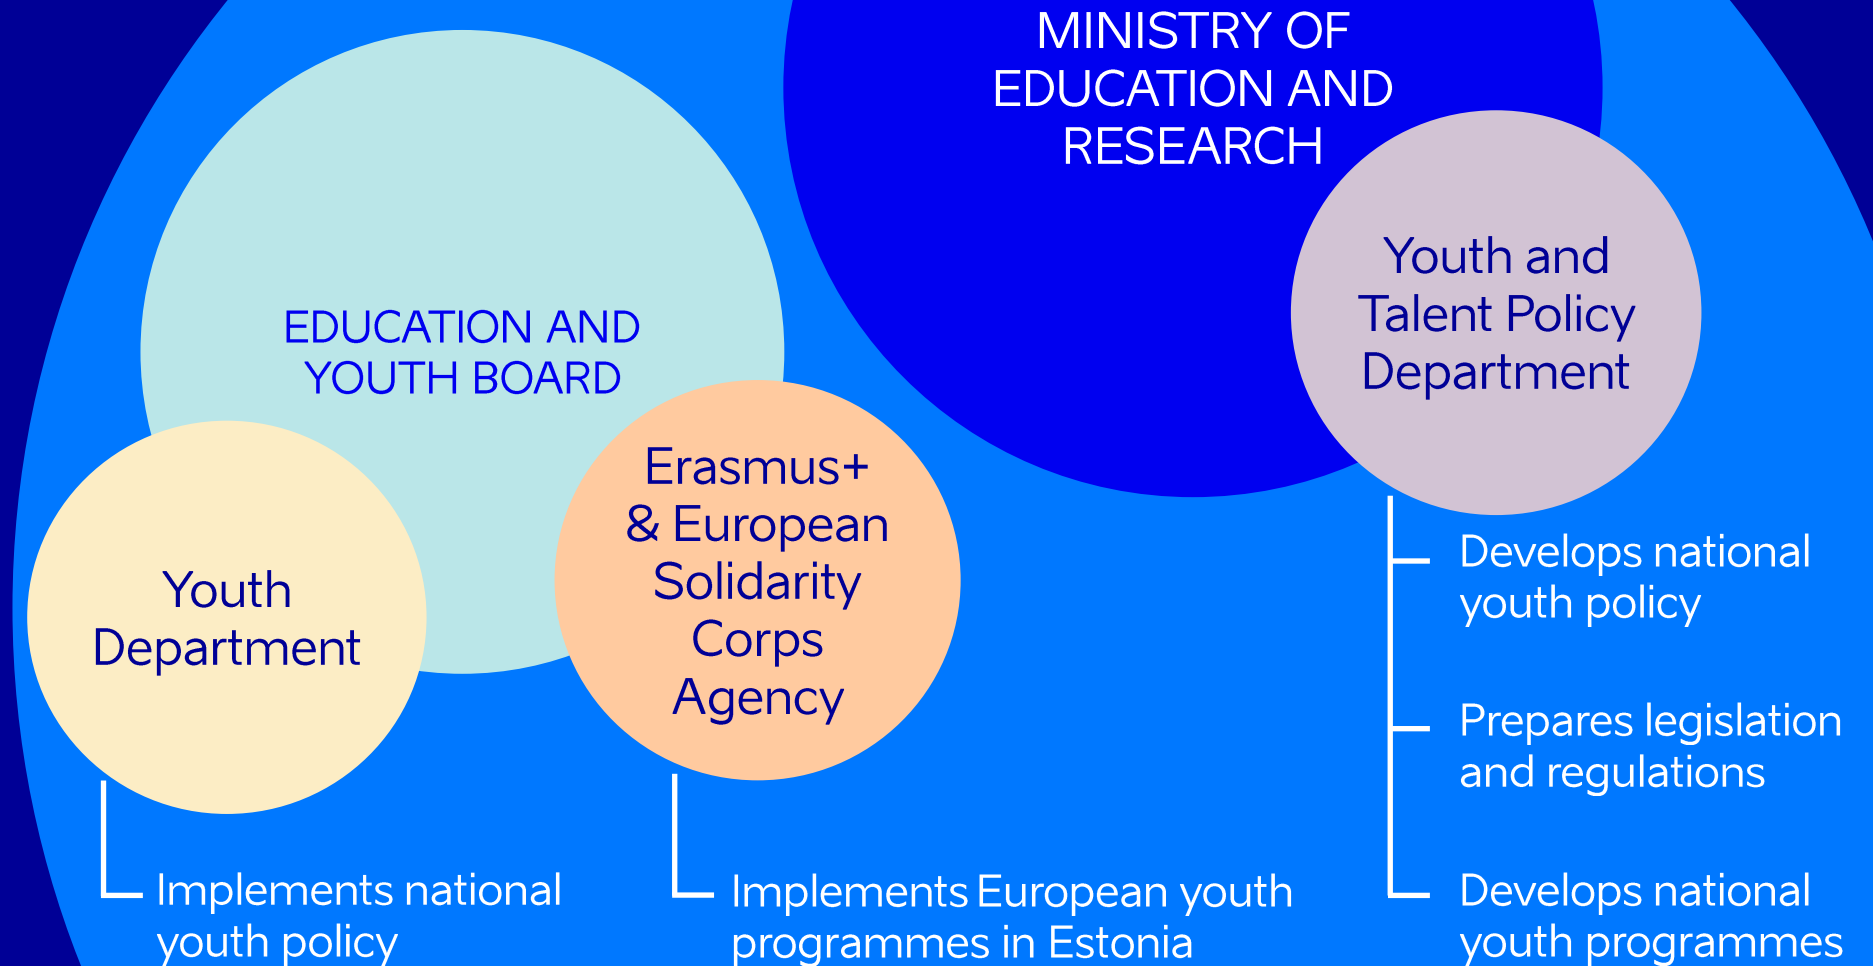 MINISTRY OF
EDUCATION AND
RESEARCH
Youth and
Talent Policy
Department
Develops national
youth policy
Prepares legislation
and regulations
Develops national
youth programmes
EDUCATION AND
YOUTH BOARD
Youth
Department
Implements national
youth policy
Erasmus+
& European
Solidarity
Corps
Agency
Implements European youth
programmes in Estonia